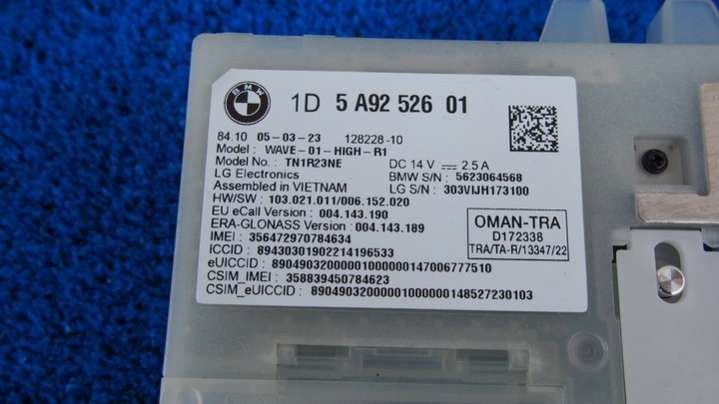 BMW
1D 5 A92 526 01
84.10 05-03-23 128228-10
Model : WAVE-01-HIGH-R1
Model No. : TN1R23NE DC 14 V 2.5 A
LG Electronics BMW S/N : 5623064568
Assembled in VIETNAM LG S/N : 303VIJH173100
HW/SW : 103.021.011/006.152.020
EU eCall Version : 004.143.190
ERA-GLONASS Version : 004.143.189
IMEI : 356472970784634
ICCID : 89430301902214196533
eUICCID : 89049032000001000000147006777510
CSIM_IMEI : 358839450784623
CSIM_eUICCID : 89049032000001000000148527230103
OMAN-TRA
D172338
TRA/TA-R/13347/22